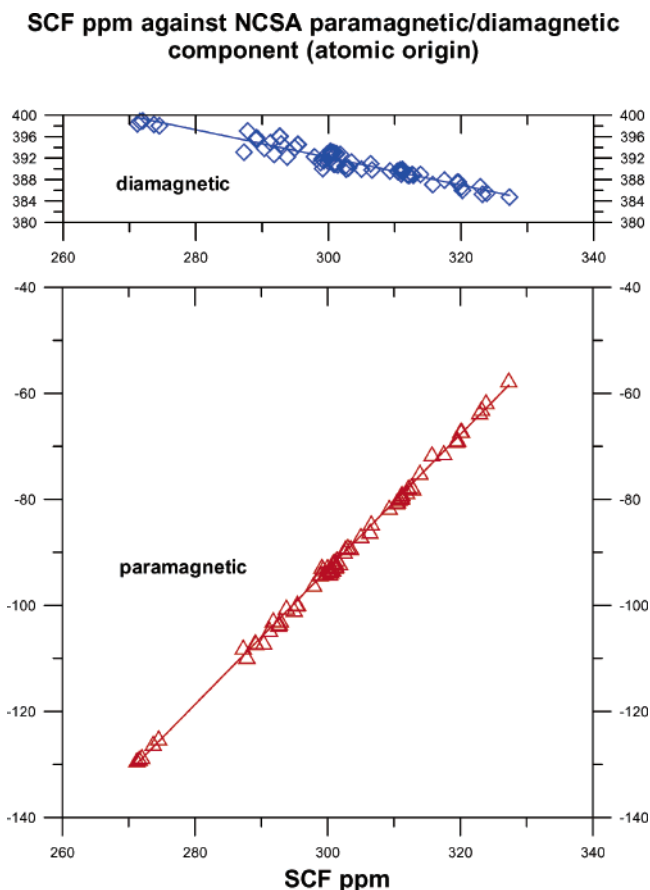 SCF ppm against NCSA paramagnetic/diamagnetic
component (atomic origin)
400 400
396 396
392 392
388 388
384 384
380 380
diamagnetic
260 280 300 320 340
-40 -40
-60 -60
-80 -80
paramagnetic
-100 -100
-120 -120
-140 -140
260 280 300 320 340
SCF ppm